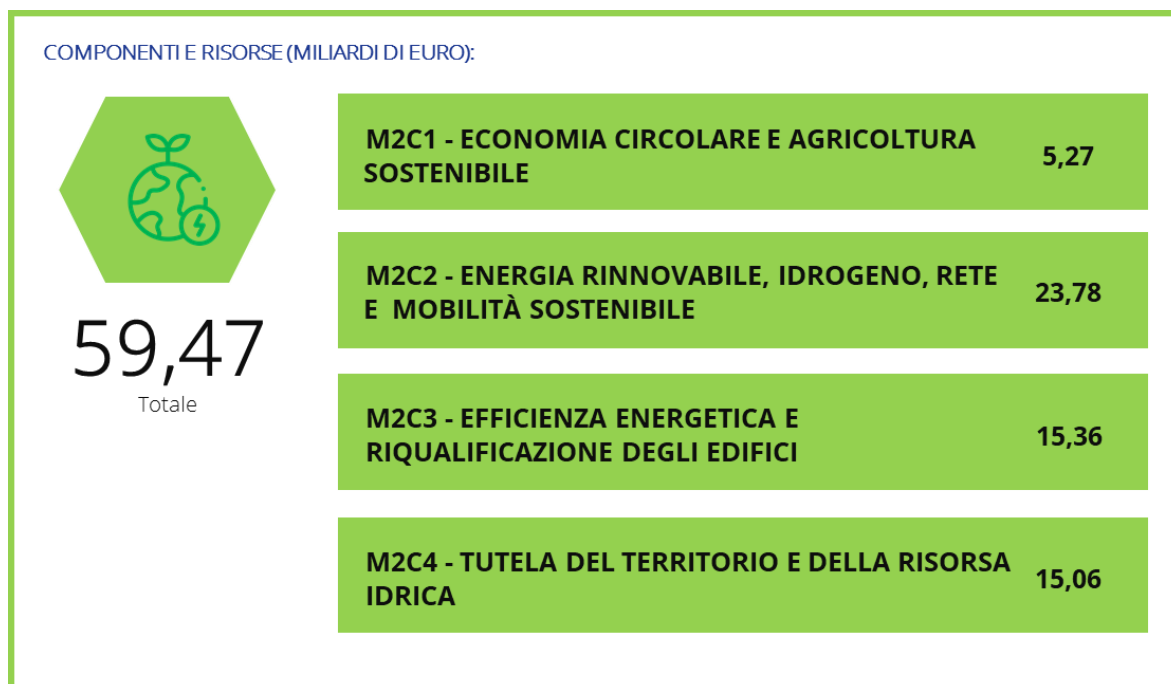 COMPONENTI E RISORSE (MILIARDI DI EURO):
59,47
Totale
M2C1 - ECONOMIA CIRCOLARE E AGRICOLTURA
SOSTENIBILE
5,27
M2C2 - ENERGIA RINNOVABILE, IDROGENO, RETE
E MOBILITÀ SOSTENIBILE
23,78
M2C3 - EFFICIENZA ENERGETICA E
RIQUALIFICAZIONE DEGLI EDIFICI
15,36
M2C4 - TUTELA DEL TERRITORIO E DELLA RISORSA
IDRICA
15,06